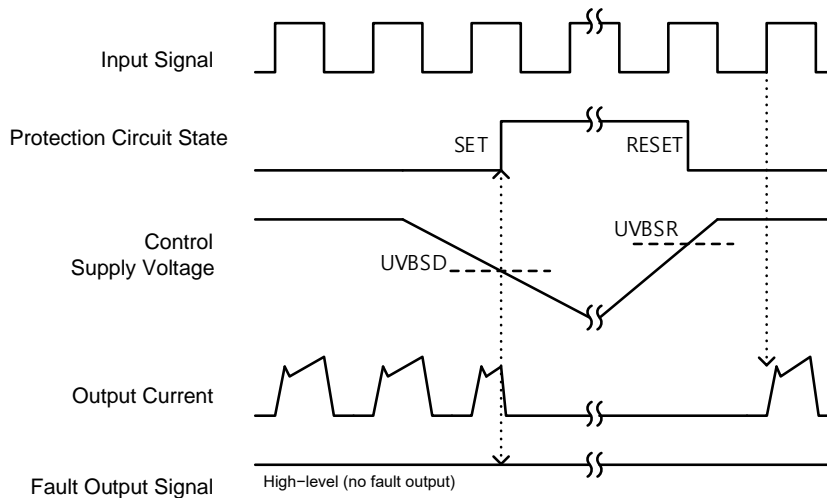 Input Signal
Protection Circuit State
SET
RESET
Control
Supply Voltage
UVBSD
UVBSR
Output Current
Fault Output Signal
High−level (no fault output)